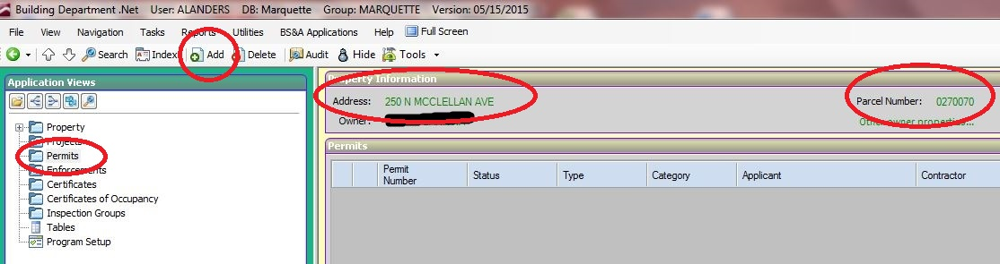 Building Department .Net User: ALANDERS DB: Marquette Group: MARQUETTE Version: 05/15/2015
File View Navigation Tasks Reports Utilities BS&A Applications Help Full Screen
Search Index Add Delete Audit Hide Tools
Application Views
Property
Projects
Permits
Enforcements
Certificates
Certificates of Occupancy
Inspection Groups
Tables
Program Setup
Property Information
Address: 250 N MCCLELLAN AVE Parcel Number: 0270070
Owner: Other owner properties...
Permits
Permit Number Status Type Category Applicant Contractor